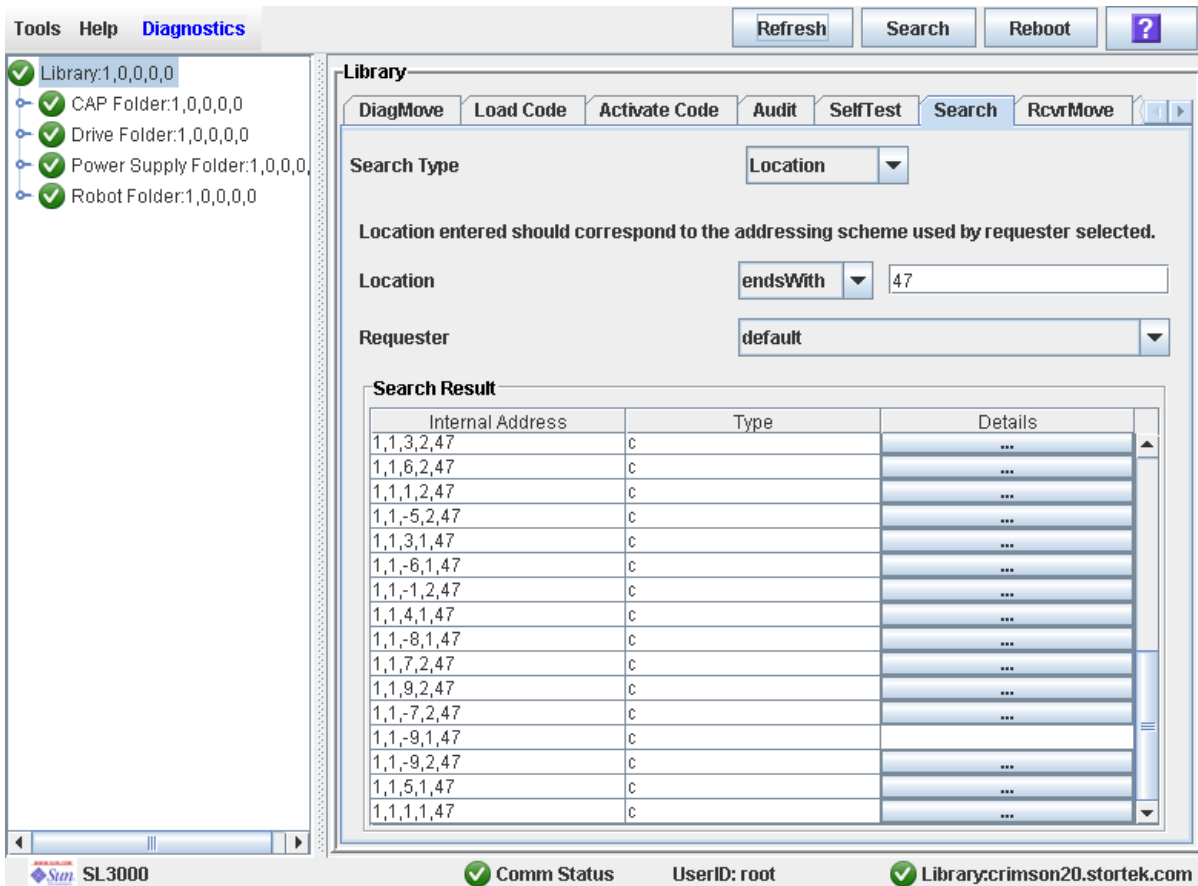 Tools Help Diagnostics Refresh Search Reboot ?
Library:1,0,0,0,0
CAP Folder:1,0,0,0,0
Drive Folder:1,0,0,0,0
Power Supply Folder:1,0,0,0,
Robot Folder:1,0,0,0,0
Library
DiagMove Load Code Activate Code Audit SelfTest Search RcvrMove
Search Type Location
Location entered should correspond to the addressing scheme used by requester selected.
Location endsWith 47
Requester default
Search Result
Internal Address Type Details
1,1,3,2,47 c ...
1,1,6,2,47 c ...
1,1,1,2,47 c ...
1,1,-5,2,47 c ...
1,1,3,1,47 c ...
1,1,-6,1,47 c ...
1,1,-1,2,47 c ...
1,1,4,1,47 c ...
1,1,-8,1,47 c ...
1,1,7,2,47 c ...
1,1,9,2,47 c ...
1,1,-7,2,47 c ...
1,1,-9,1,47 c
1,1,-9,2,47 c ...
1,1,5,1,47 c ...
1,1,1,1,47 c ...
Sun SL3000 Comm Status UserID: root Library:crimson20.stortek.com